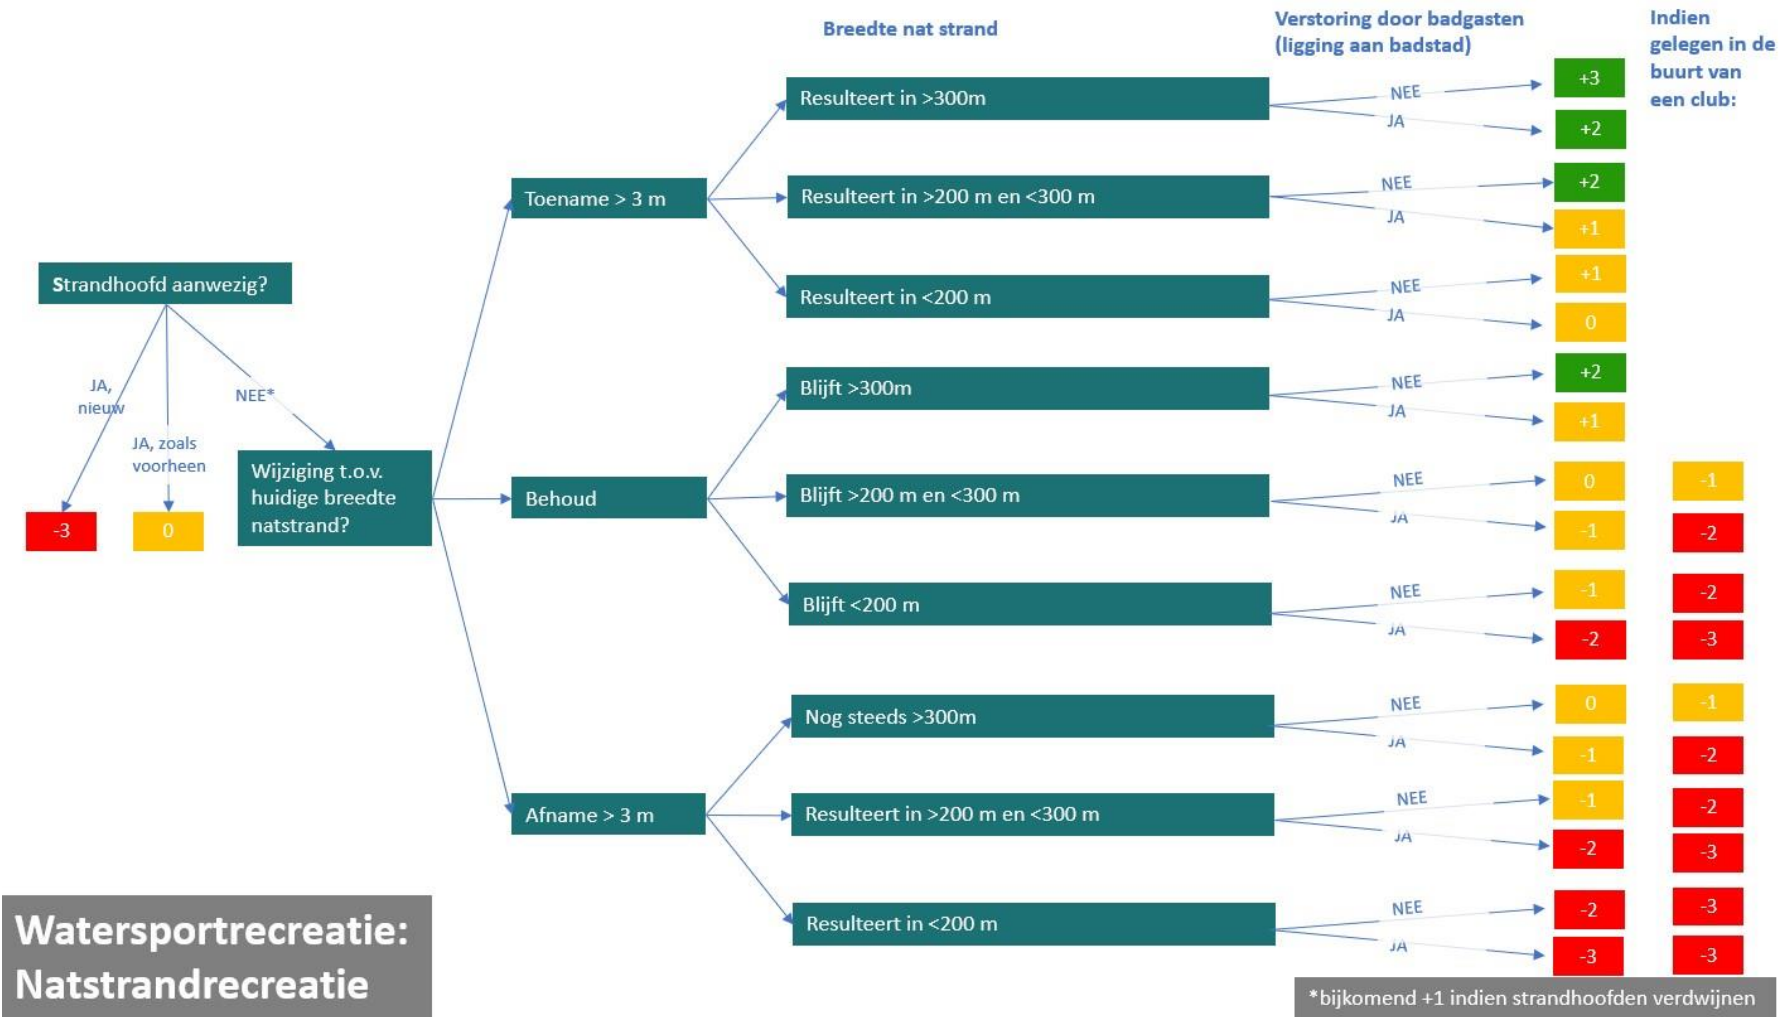 Breedte nat strand
Verstoring door badgasten
(ligging aan badstad)
Indien
gelegen in de
buurt van
een club:
Strandhoofd aanwezig?
JA,
nieuw
JA, zoals
voorheen
NEE*
-3
0
Wijziging t.o.v.
huidige breedte
natstrand?
Toename > 3 m
Resulteert in >300m
NEE
+3
JA
+2
Resulteert in >200 m en <300 m
NEE
+2
JA
+1
Resulteert in <200 m
NEE
+1
JA
0
Behoud
Blijft >300m
NEE
+2
JA
+1
Blijft >200 m en <300 m
NEE
0
-1
JA
-1
-2
Blijft <200 m
NEE
-1
-2
JA
-2
-3
Afname > 3 m
Nog steeds >300m
NEE
0
-1
JA
-1
-2
Resulteert in >200 m en <300 m
NEE
-1
-2
JA
-2
-3
Resulteert in <200 m
NEE
-2
-3
JA
-3
-3
Watersportrecreatie:
Natstrandrecreatie
*bijkomend +1 indien strandhoofden verdwijnen